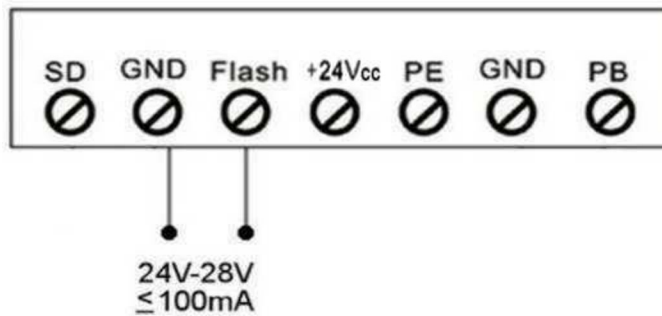 SD GND Flash +24Vcc PE GND PB
24V-28V
≤100mA